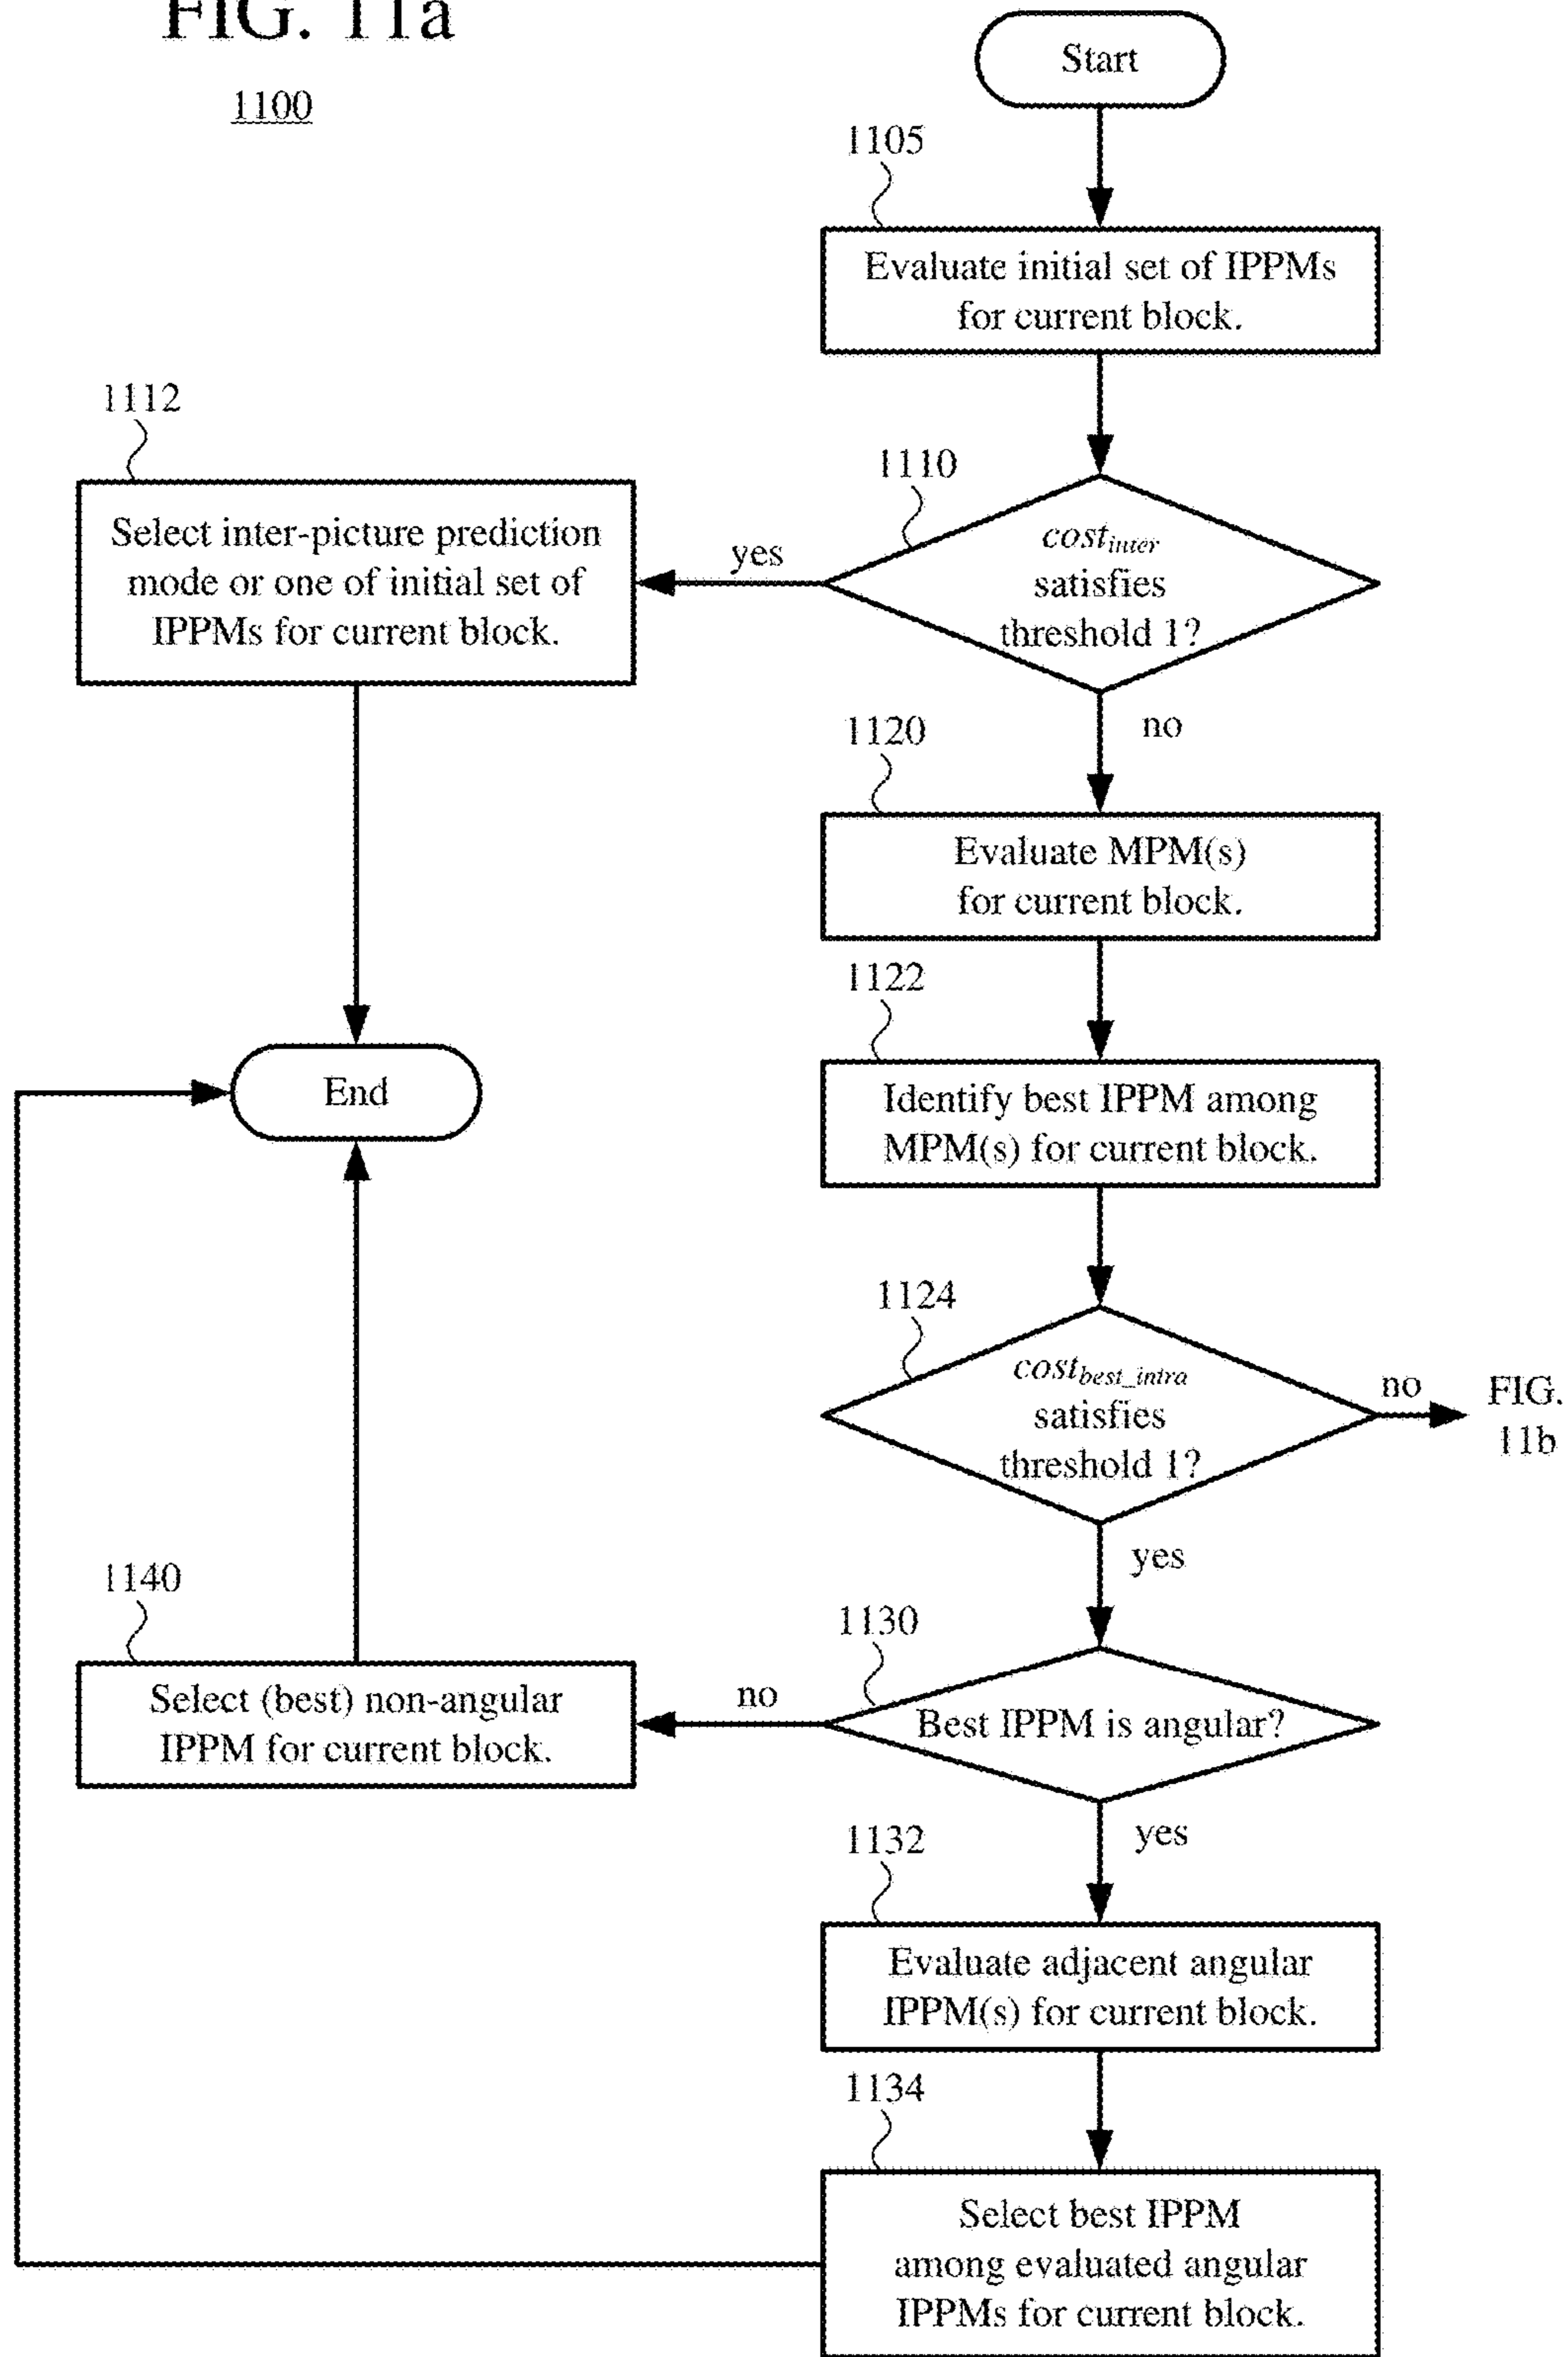 FIG. 11a
1100
Start
1105
Evaluate initial set of IPPMs
for current block.
1112
Select inter-picture prediction
mode or one of initial set of
IPPMs for current block.
1110
cost_inter
satisfies
threshold 1?
yes
no
1120
Evaluate MPM(s)
for current block.
1122
Identify best IPPM among
MPM(s) for current block.
End
1124
cost_best_intra
satisfies
threshold 1?
no
FIG.
11b
yes
1130
Best IPPM is angular?
no
1140
Select (best) non-angular
IPPM for current block.
yes
1132
Evaluate adjacent angular
IPPM(s) for current block.
1134
Select best IPPM
among evaluated angular
IPPMs for current block.